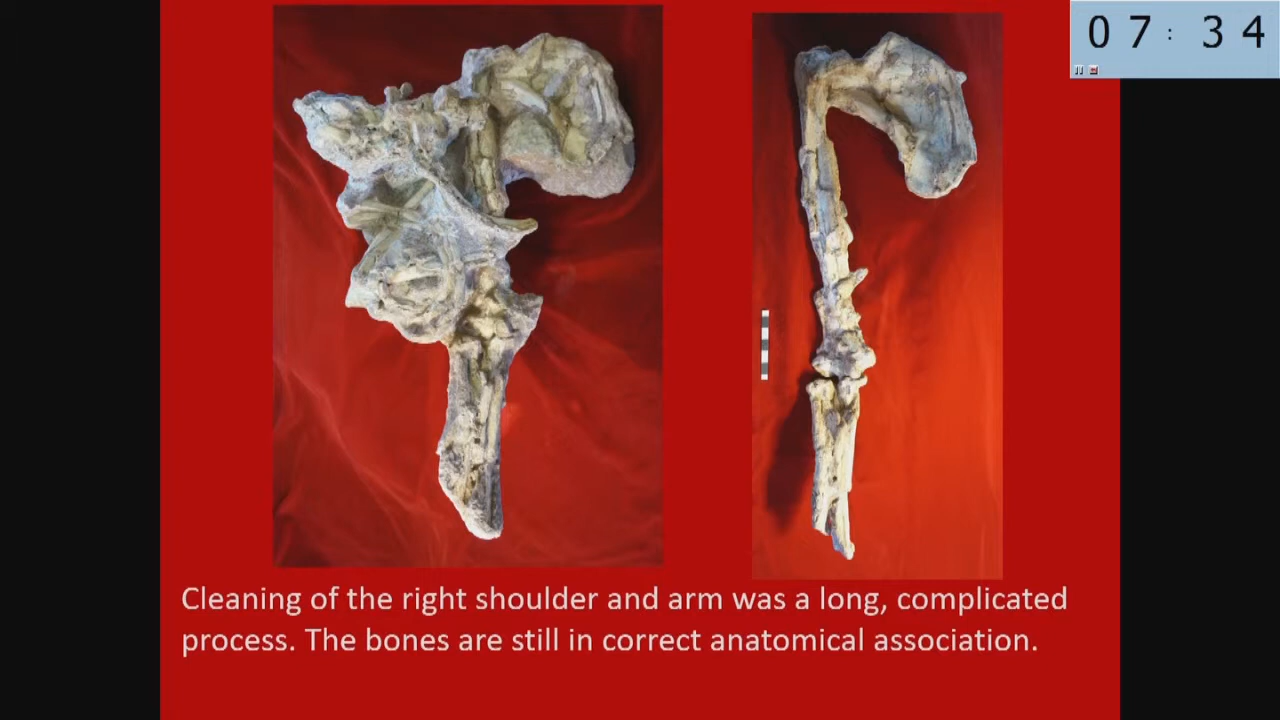 07:34
Cleaning of the right shoulder and arm was a long, complicated
process. The bones are still in correct anatomical association.